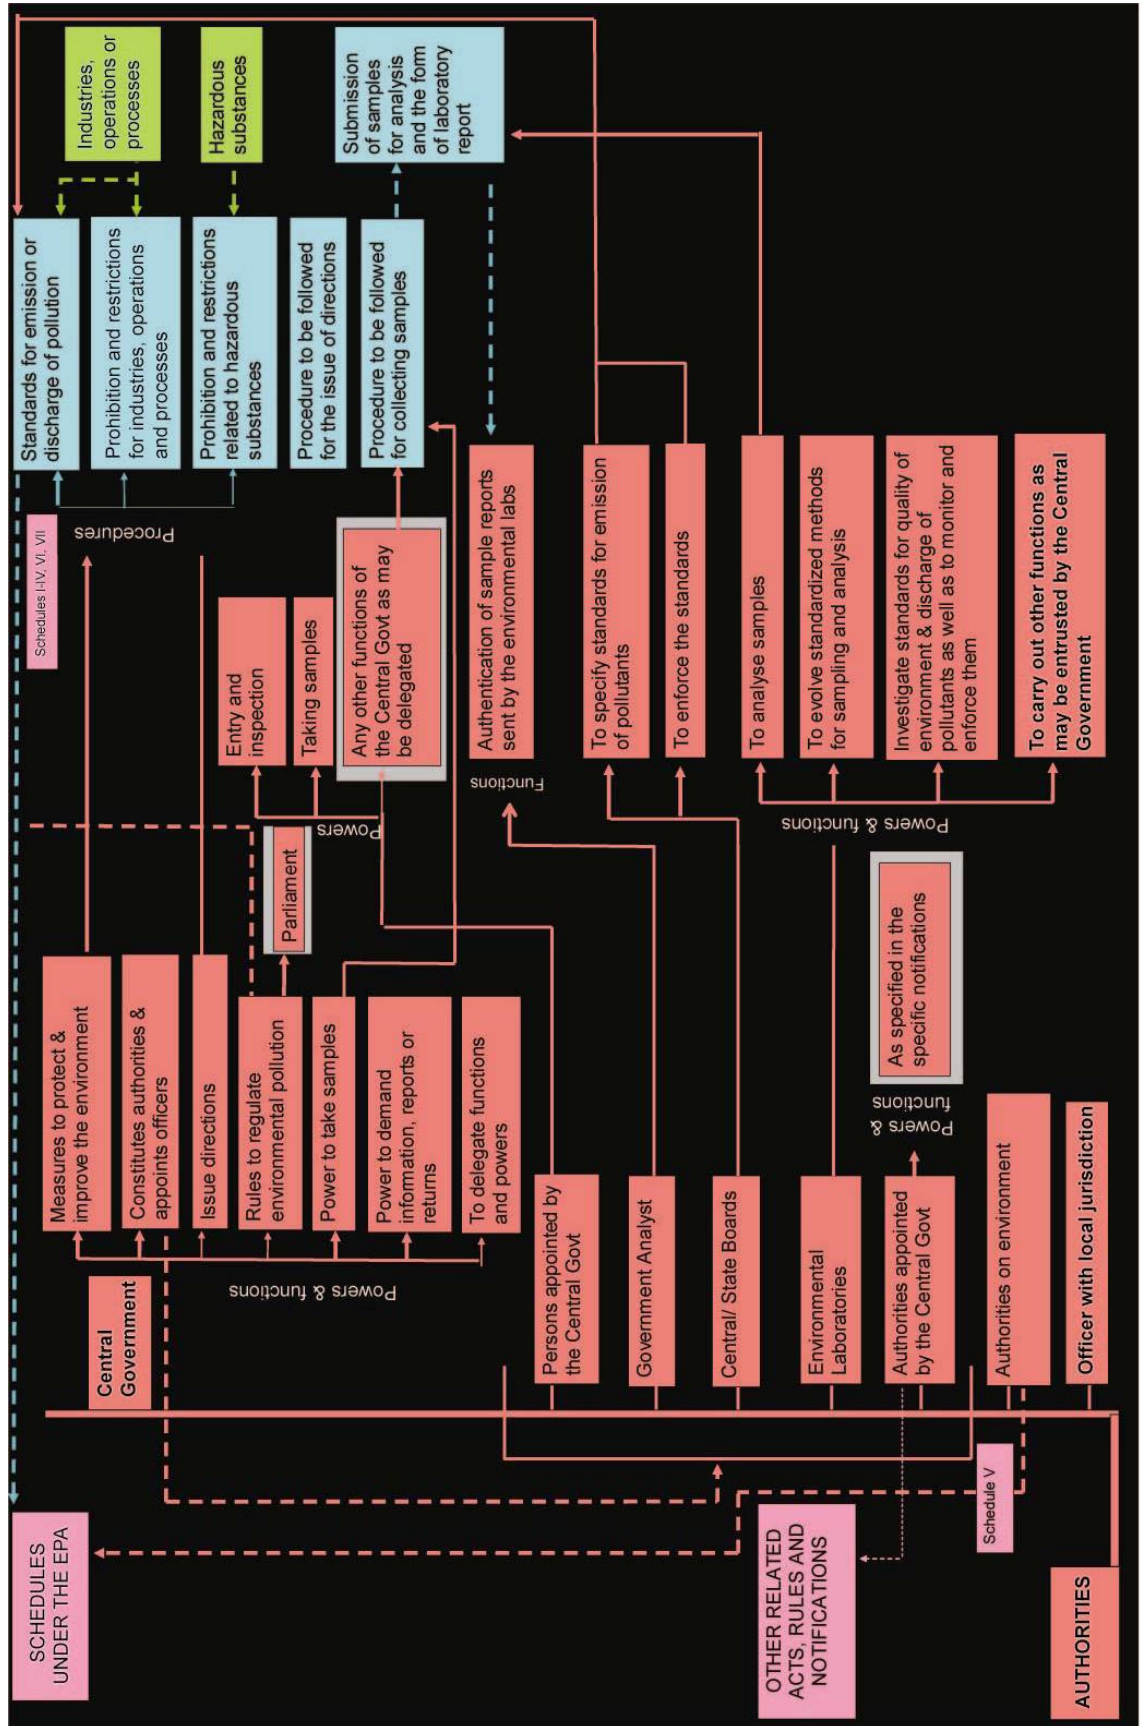 SCHEDULES
UNDER THE EPA
OTHER RELATED
ACTS, RULES AND
NOTIFICATIONS
AUTHORITIES
Schedule V
Central
Government
Persons appointed by
the Central Govt
Government Analyst
Central/ State Boards
Environmental
Laboratories
Authorities appointed
by the Central Govt
Authorities on environment
Officer with local jurisdiction
Powers & functions
Measures to protect &
improve the environment
Constitutes authorities &
appoints officers
Issue directions
Rules to regulate
environmental pollution
Power to take samples
Power to demand
information, reports or
returns
To delegate functions
and powers
Parliament
Powers &
functions
As specified in the
specific notifications
Powers
Entry and
inspection
Taking samples
Any other functions of
the Central Govt as may
be delegated
Functions
Authentication of sample reports
sent by the environmental labs
To specify standards for emission
of pollutants
To enforce the standards
Powers & functions
To analyse samples
To evolve standardized methods
for sampling and analysis
Investigate standards for quality of
environment & discharge of
pollutants as well as to monitor and
enforce them
To carry out other functions as
may be entrusted by the Central
Government
Schedules I-IV, VI, VII
Procedures
Standards for emission or
discharge of pollution
Prohibition and restrictions
for industries, operations
and processes
Prohibition and restrictions
related to hazardous
substances
Procedure to be followed
for the issue of directions
Procedure to be followed
for collecting samples
Industries,
operations or
processes
Hazardous
substances
Submission
of samples
for analysis
and the form
of laboratory
report